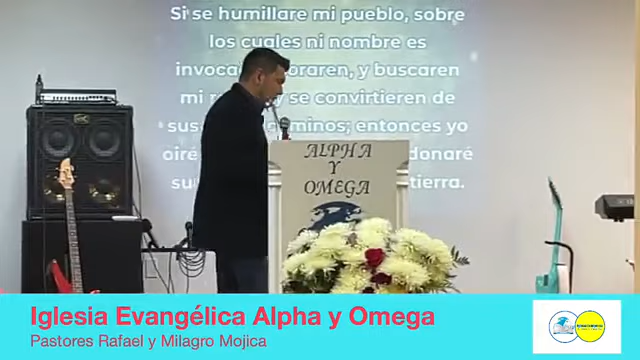 Si se humillare mi pueblo, sobre
los cuales ni nombre es
invoca oraren, y buscaren
mi r y se convirtieren de
sus minos; entonces yo
oiré donaré
su tierra.
ALPHA
Y
OMEGA
Iglesia Evangélica Alpha y Omega
Pastores Rafael y Milagro Mojica